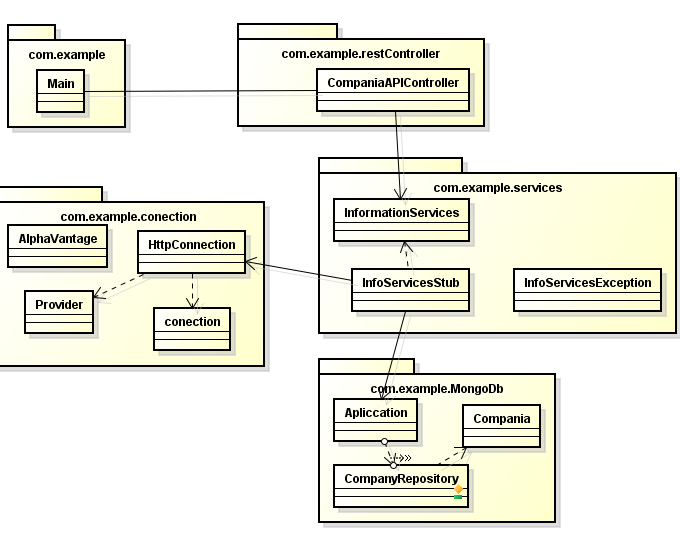 com.example
Main
com.example.restController
CompaniaAPIController
com.example.conection
AlphaVantage
HttpConnection
Provider
conection
com.example.services
InformationServices
InfoServicesStub
InfoServicesException
com.example.MongoDb
Apliccation
Compania
CompanyRepository